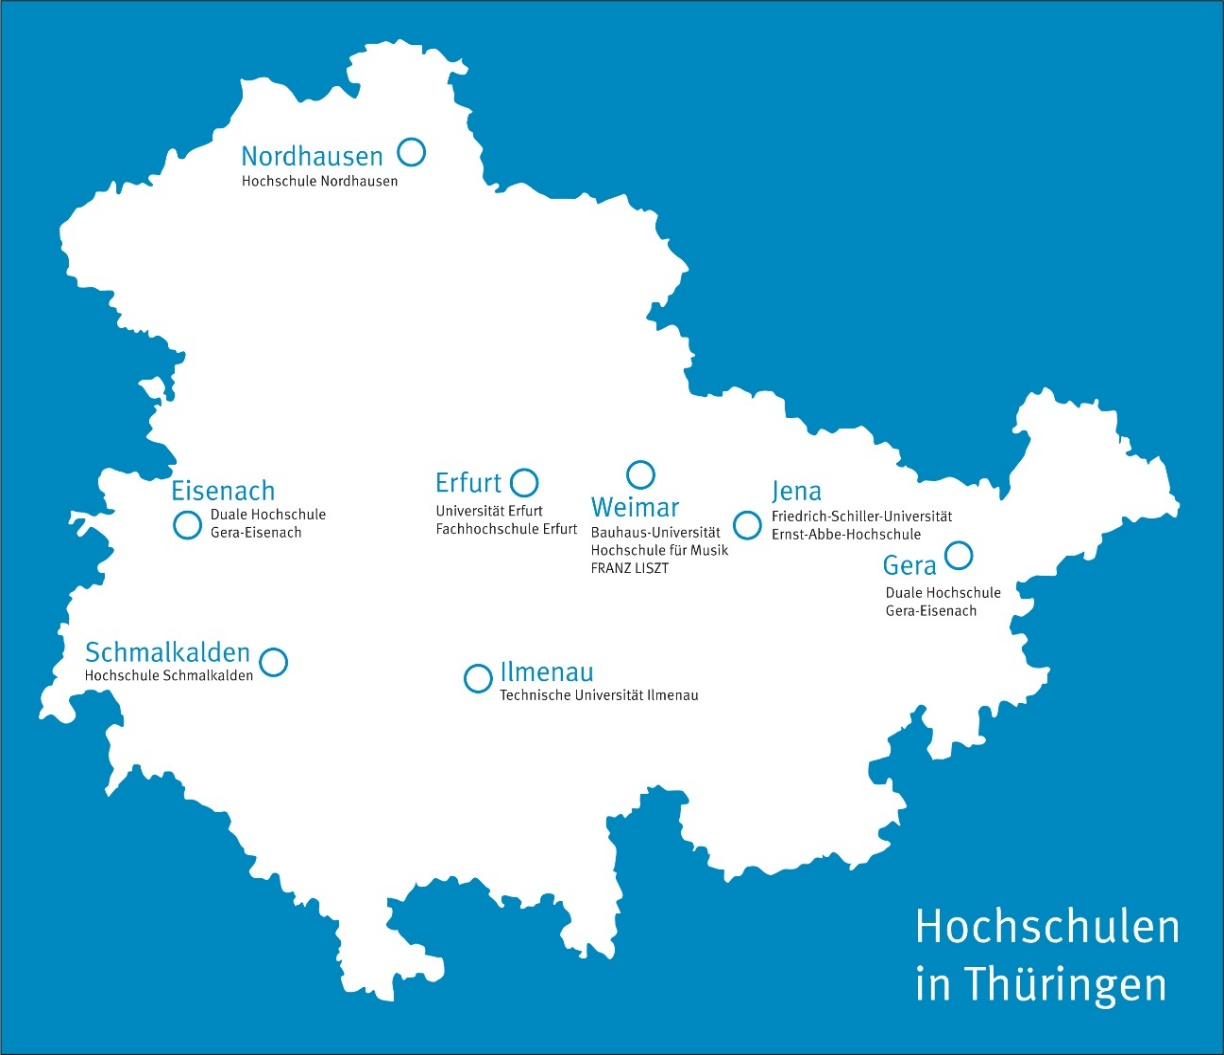 Nordhausen
Hochschule Nordhausen
Eisenach
Duale Hochschule
Gera-Eisenach
Erfurt
Universität Erfurt
Fachhochschule Erfurt
Weimar
Bauhaus-Universität
Hochschule für Musik
FRANZ LISZT
Jena
Friedrich-Schiller-Universität
Ernst-Abbe-Hochschule
Gera
Duale Hochschule
Gera-Eisenach
Schmalkalden
Hochschule Schmalkalden
Ilmenau
Technische Universität Ilmenau
Hochschulen
in Thüringen